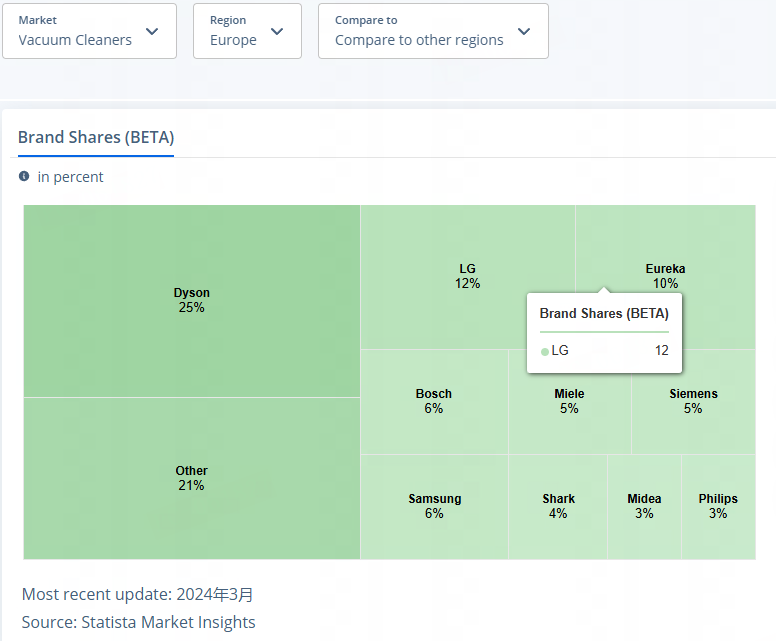 Market
Vacuum Cleaners
Region
Europe
Compare to
Compare to other regions
Brand Shares (BETA)
in percent
Dyson
25%
Other
21%
LG
12%
Eureka
10%
Brand Shares (BETA)
LG 12
Bosch
6%
Miele
5%
Siemens
5%
Samsung
6%
Shark
4%
Midea
3%
Philips
3%
Most recent update: 2024年3月
Source: Statista Market Insights